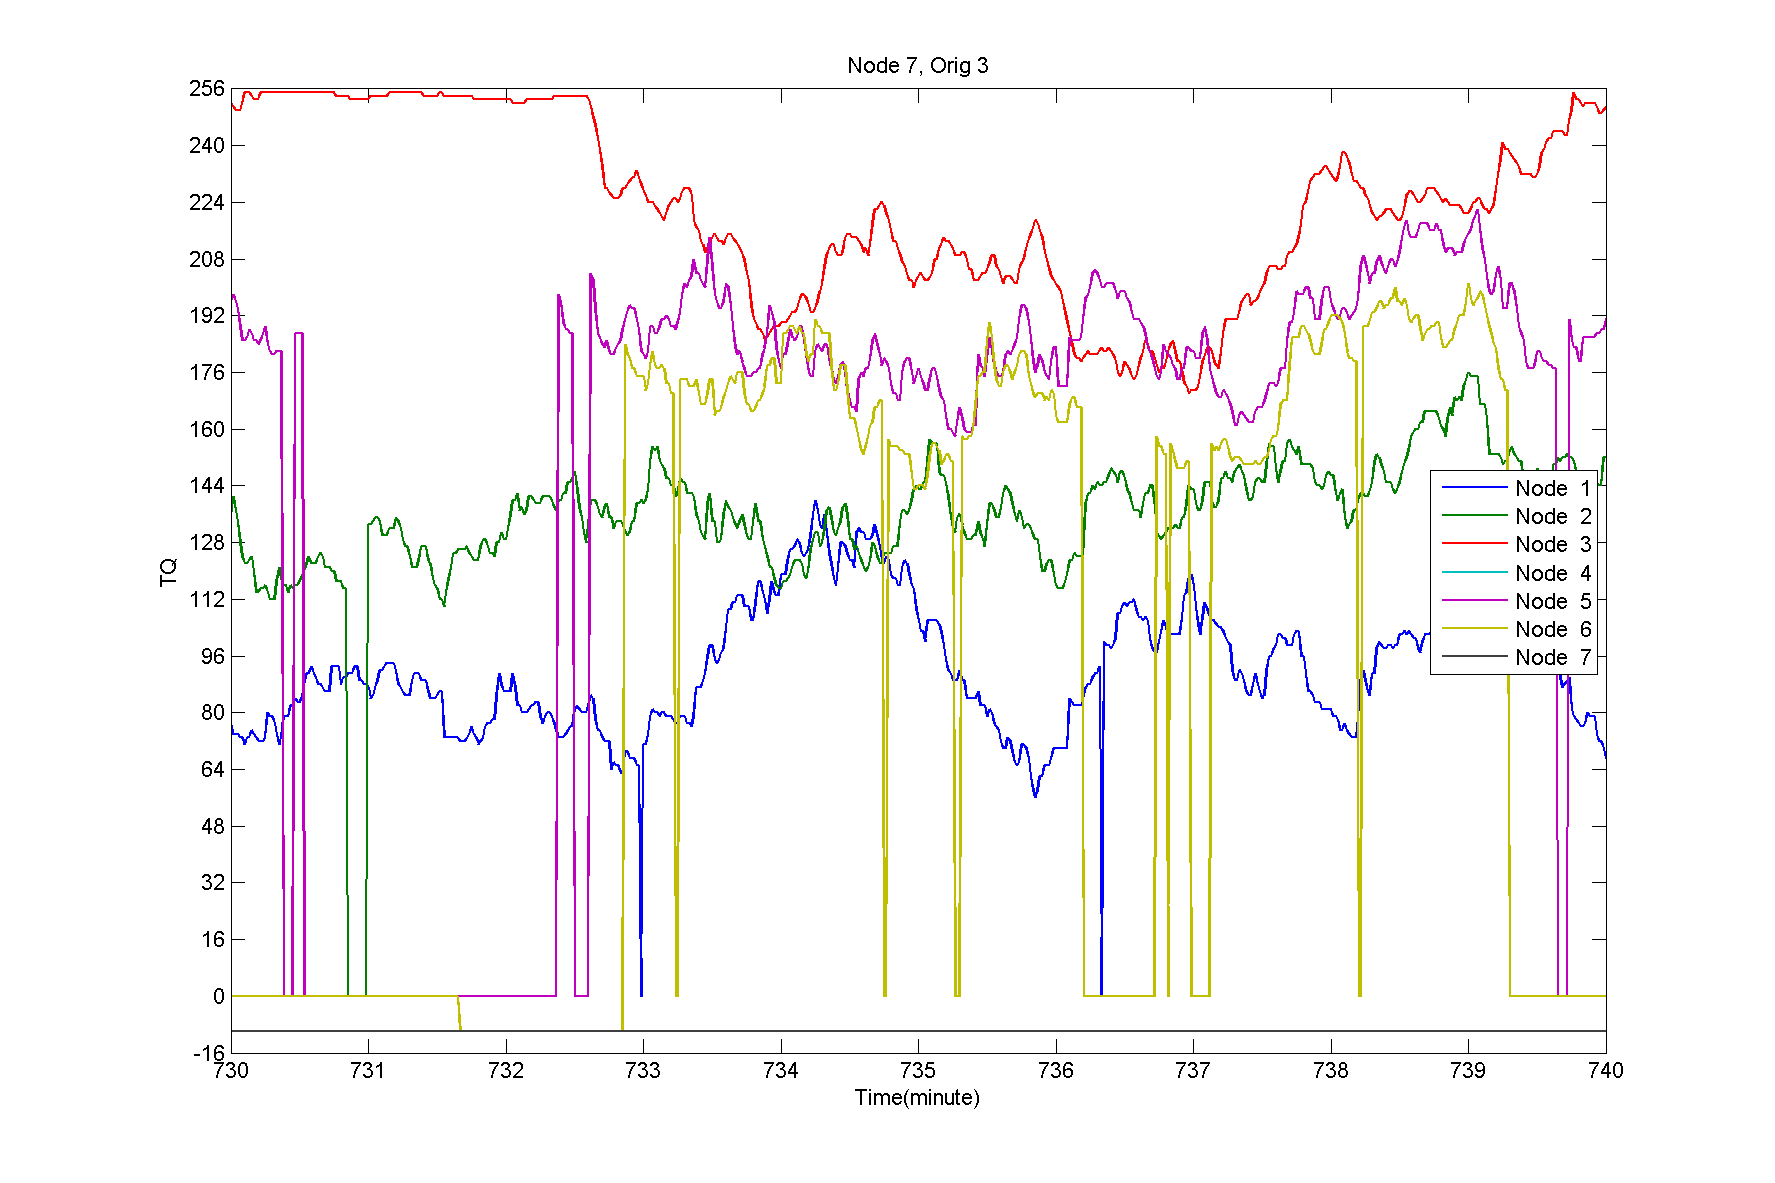 Node 7, Orig 3
256
240
224
208
192
176
160
144
128
112
96
80
64
48
32
16
0
-16
TQ
Node 1
Node 2
Node 3
Node 4
Node 5
Node 6
Node 7
730 731 732 733 734 735 736 737 738 739 740
Time(minute)